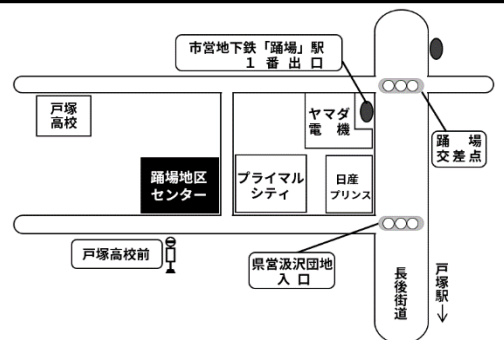 市営地下鉄「踊場」駅
1 番 出 口
戸塚
高校
ヤマダ
電 機
踊 場
交差点
踊場地区
センター
プライマル
シティ
日産
プリンス
戸塚高校前
県営汲沢団地
入 口
長後街道
戸塚駅